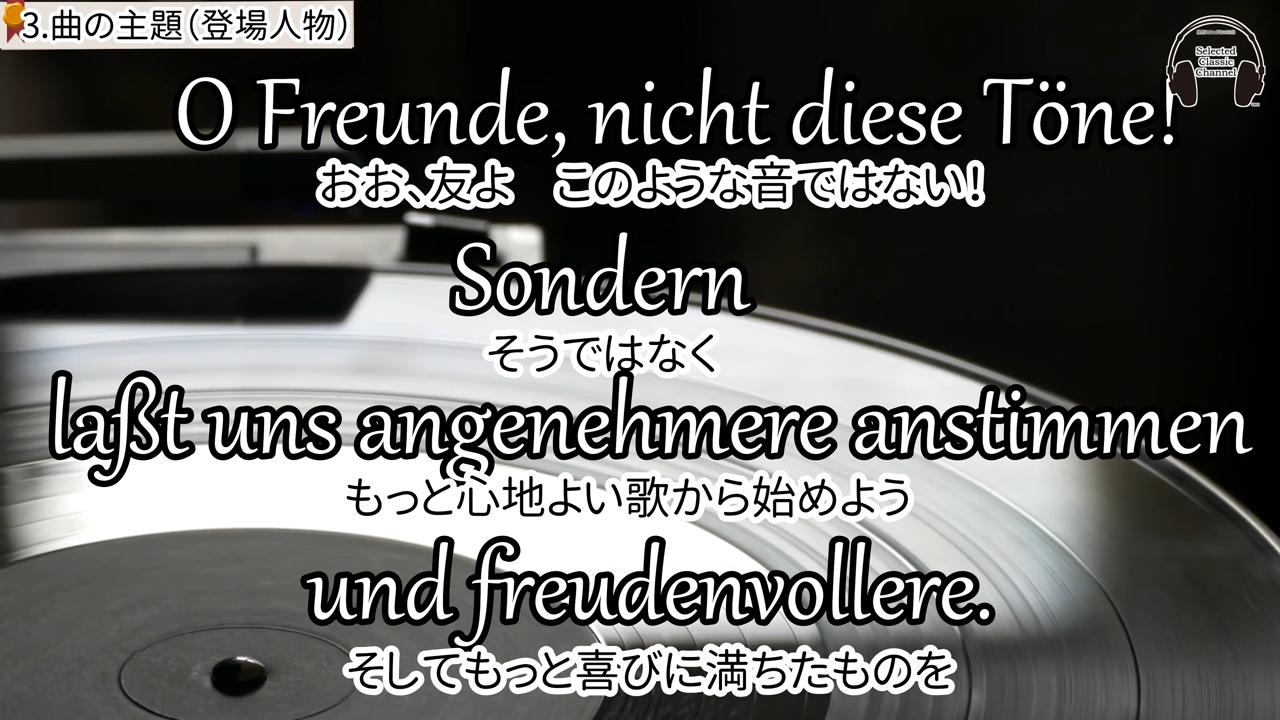 3.曲の主題(登場人物)
Selected
Classic
Channel
O Freunde, nicht diese Töne!
おお、友よ　このような音ではない!
Sondern
そうではなく
laßt uns angenehmere anstimmen
もっと心地よい歌から始めよう
und freudenvollere.
そしてもっと喜びに満ちたものを